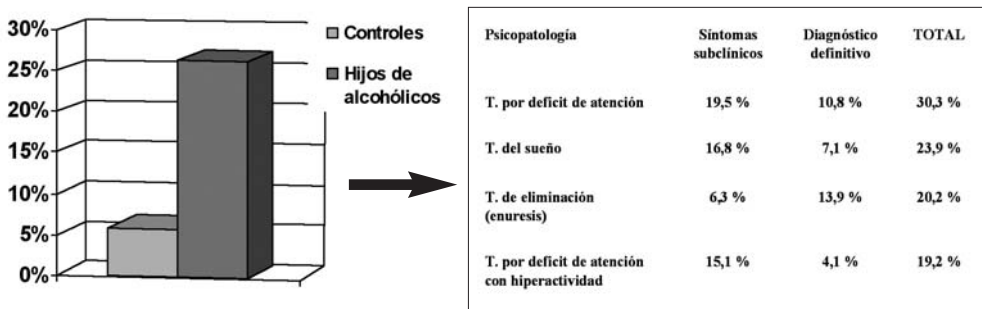 30%
25%
20%
15%
10%
5%
0%
Controles
Hijos de
alcohólicos
Psicopatología Síntomas subclínicos Diagnóstico definitivo TOTAL
T. por deficit de atención 19,5 % 10,8 % 30,3 %
T. del sueño 16,8 % 7,1 % 23,9 %
T. de eliminación 6,3 % 13,9 % 20,2 %
(enuresis)
T. por deficit de atención 15,1 % 4,1 % 19,2 %
con hiperactividad